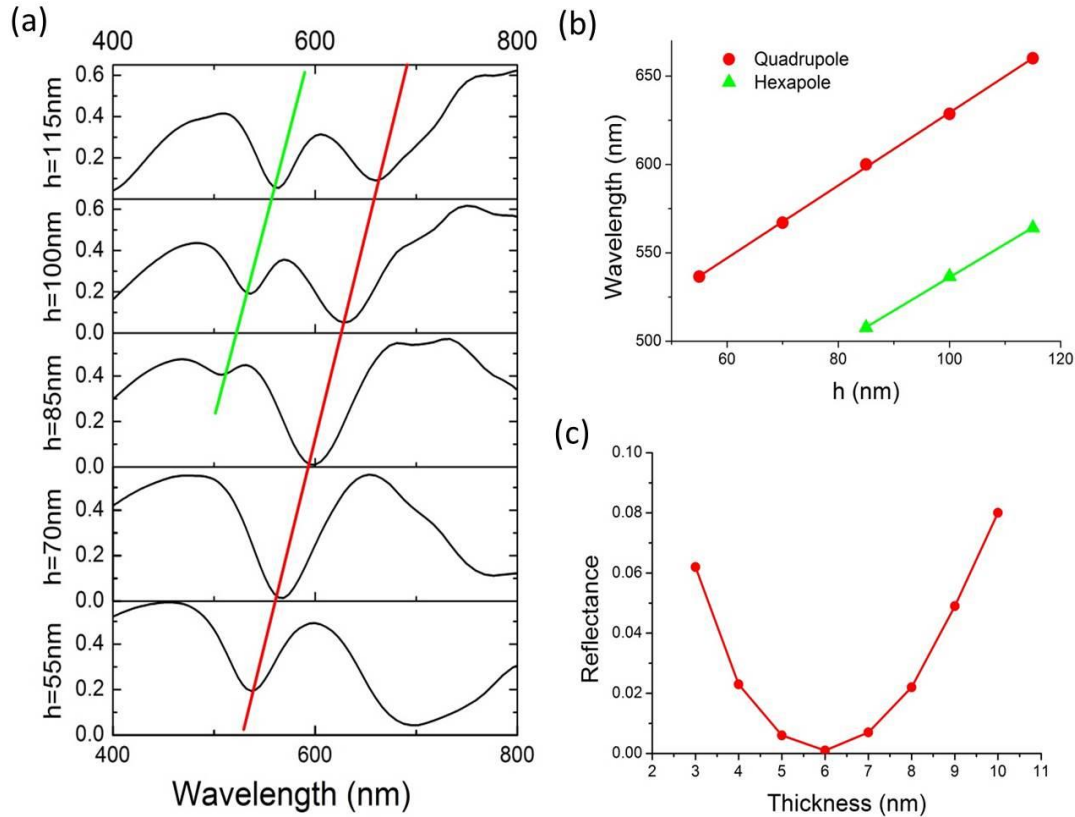 (a)
400 600 800
0.6
0.4
0.2
h=115nm
0.6
0.4
0.2
0.0
h=100nm
0.4
0.2
0.0
h=85nm
0.4
0.2
0.0
h=70nm
0.4
0.2
0.0
h=55nm
400 600 800
Wavelength (nm)
(b)
Quadrupole
Hexapole
650
600
550
500
Wavelength (nm)
60 80 100 120
h (nm)
(c)
0.10
0.08
0.06
0.04
0.02
0.00
Reflectance
2 3 4 5 6 7 8 9 10 11
Thickness (nm)